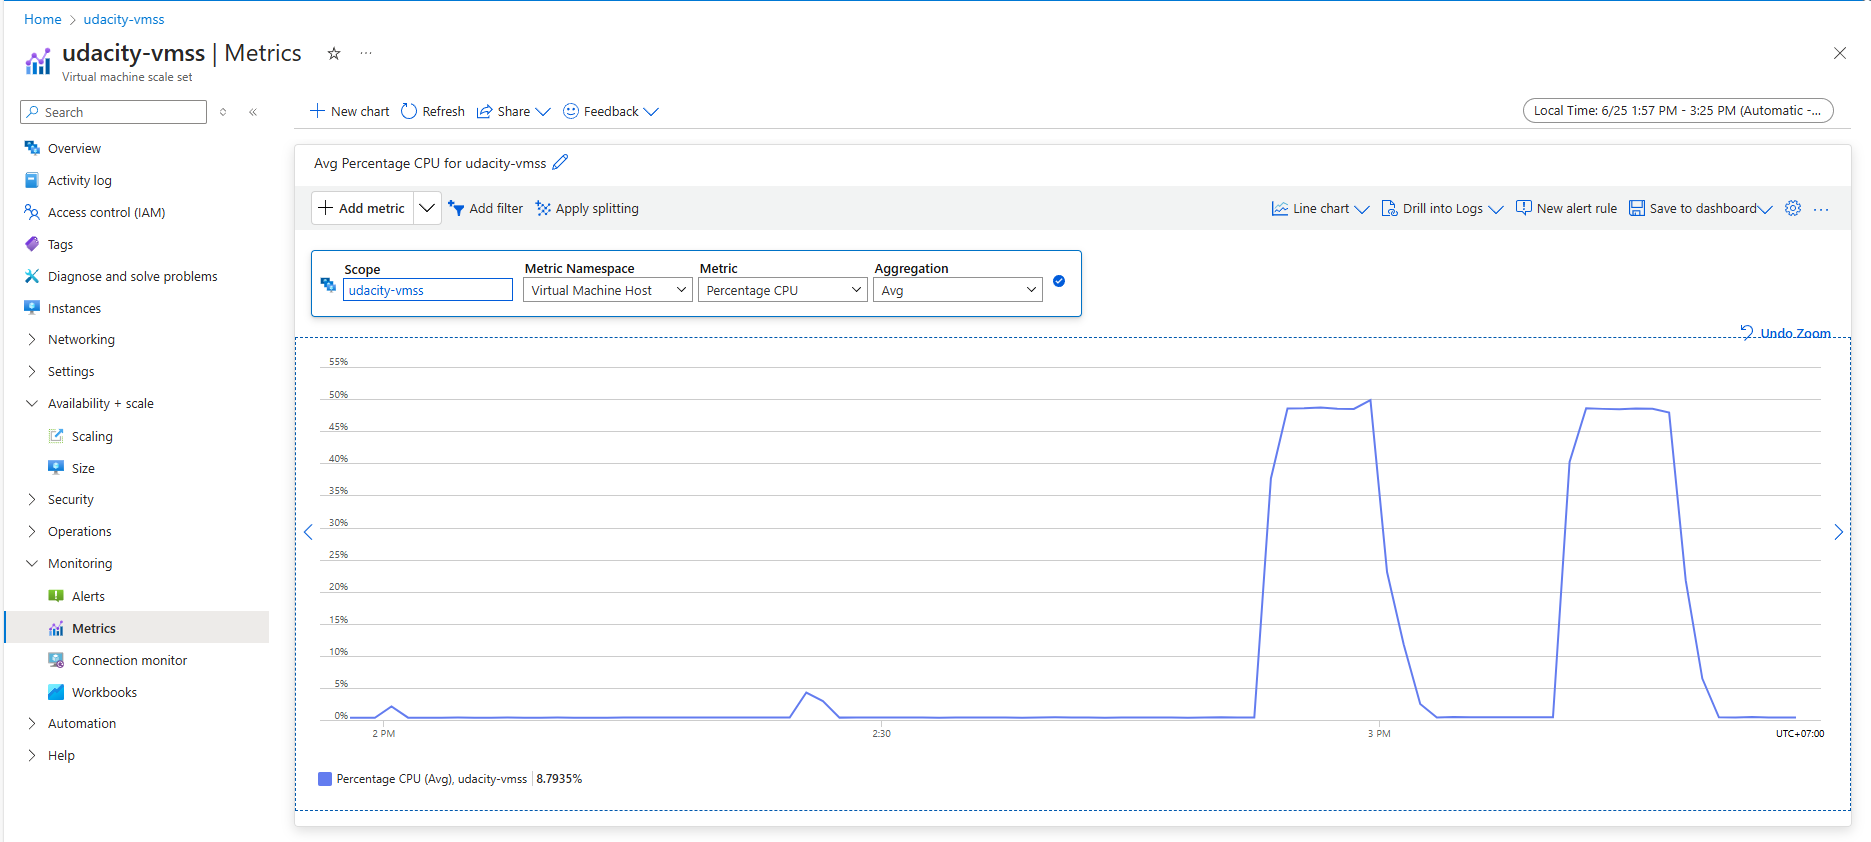 Home > udacity-vmss
udacity-vmss | Metrics
Virtual machine scale set
Search
Overview
Activity log
Access control (IAM)
Tags
Diagnose and solve problems
Instances
Networking
Settings
Availability + scale
Scaling
Size
Security
Operations
Monitoring
Alerts
Metrics
Connection monitor
Workbooks
Automation
Help
New chart Refresh Share Feedback
Local Time: 6/25 1:57 PM - 3:25 PM (Automatic -...
Avg Percentage CPU for udacity-vmss
Add metric Add filter Apply splitting Line chart Drill into Logs New alert rule Save to dashboard
Scope Metric Namespace Metric Aggregation
udacity-vmss Virtual Machine Host Percentage CPU Avg
Undo Zoom
55%
50%
45%
40%
35%
30%
25%
20%
15%
10%
5%
0%
2 PM 2:30 3 PM UTC+07:00
Percentage CPU (Avg), udacity-vmss | 8.7935%